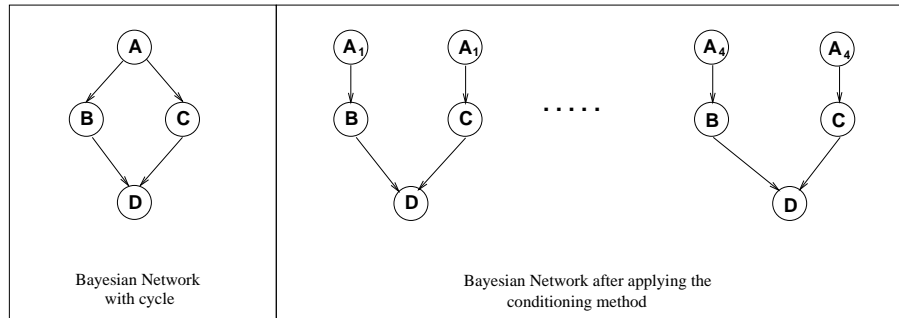 A
B
C
D
A1
A1
B
C
D
. . . . .
A4
A4
B
C
D
Bayesian Network
with cycle
Bayesian Network after applying the
conditioning method